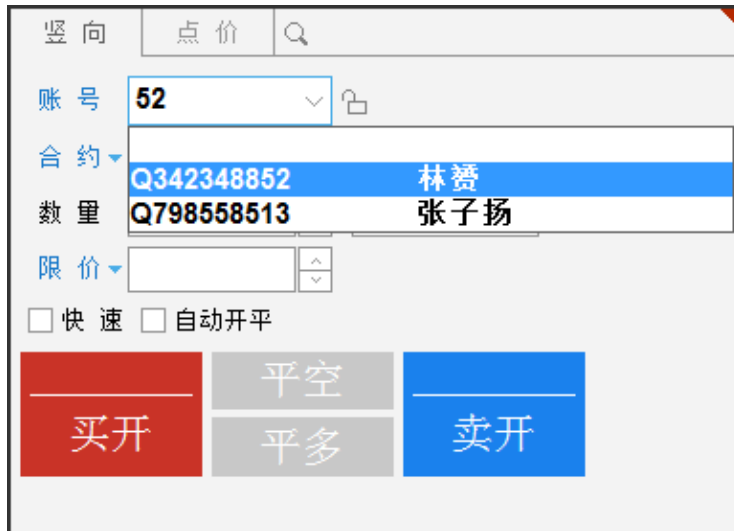 竖 向 点 价
账 号 52
合 约
Q342348852 林赟
数 量 Q798558513 张子扬
限 价
快 速 自动开平
买开 平空 卖开
平多